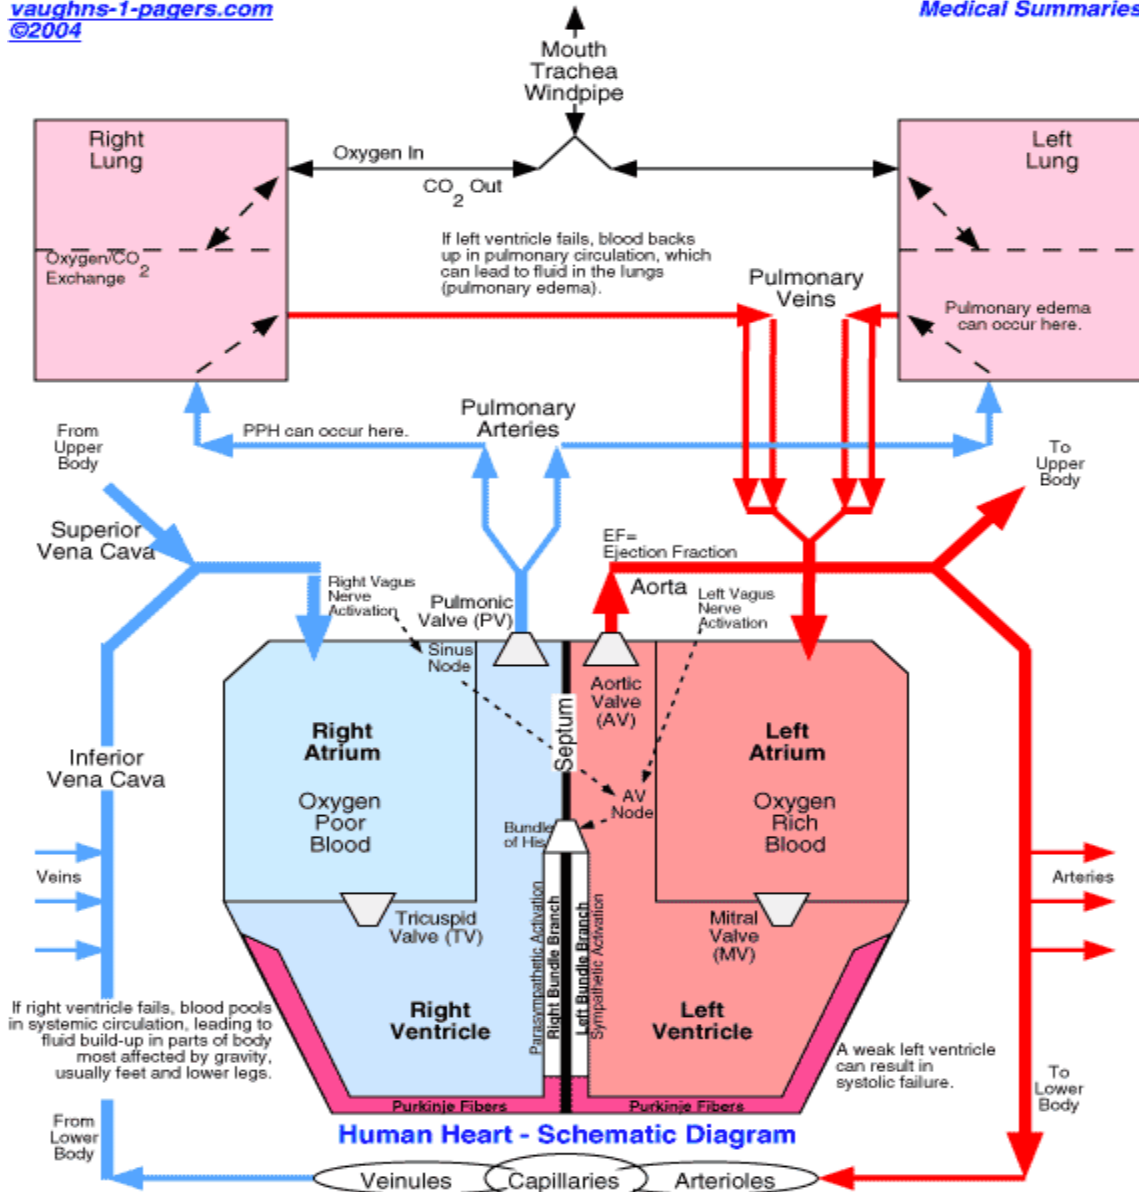 vaughns-1-pagers.com
©2004
Medical Summaries
Mouth
Trachea
Windpipe
Right
Lung
Left
Lung
Oxygen In
CO2 Out
Oxygen/CO2
Exchange
If left ventricle fails, blood backs
up in pulmonary circulation, which
can lead to fluid in the lungs
(pulmonary edema).
Pulmonary
Veins
Pulmonary edema
can occur here.
Pulmonary
Arteries
PPH can occur here.
From
Upper
Body
To
Upper
Body
Superior
Vena Cava
EF=
Ejection Fraction
Aorta
Right Vagus
Nerve
Activation
Left Vagus
Nerve
Activation
Pulmonic
Valve (PV)
Sinus
Node
Aortic
Valve
(AV)
Septum
Right
Atrium
Left
Atrium
Inferior
Vena Cava
Oxygen
Poor
Blood
AV
Node
Oxygen
Rich
Blood
Bundle
of His
Veins
Arteries
Tricuspid
Valve (TV)
Mitral
Valve
(MV)
Parasympathetic Activation
Right Bundle Branch
Left Bundle Branch
Sympathetic Activation
Right
Ventricle
Left
Ventricle
If right ventricle fails, blood pools
in systemic circulation, leading to
fluid build-up in parts of body
most affected by gravity,
usually feet and lower legs.
A weak left ventricle
can result in
systolic failure.
Purkinje Fibers
Purkinje Fibers
From
Lower
Body
To
Lower
Body
Human Heart - Schematic Diagram
Veinules
Capillaries
Arterioles